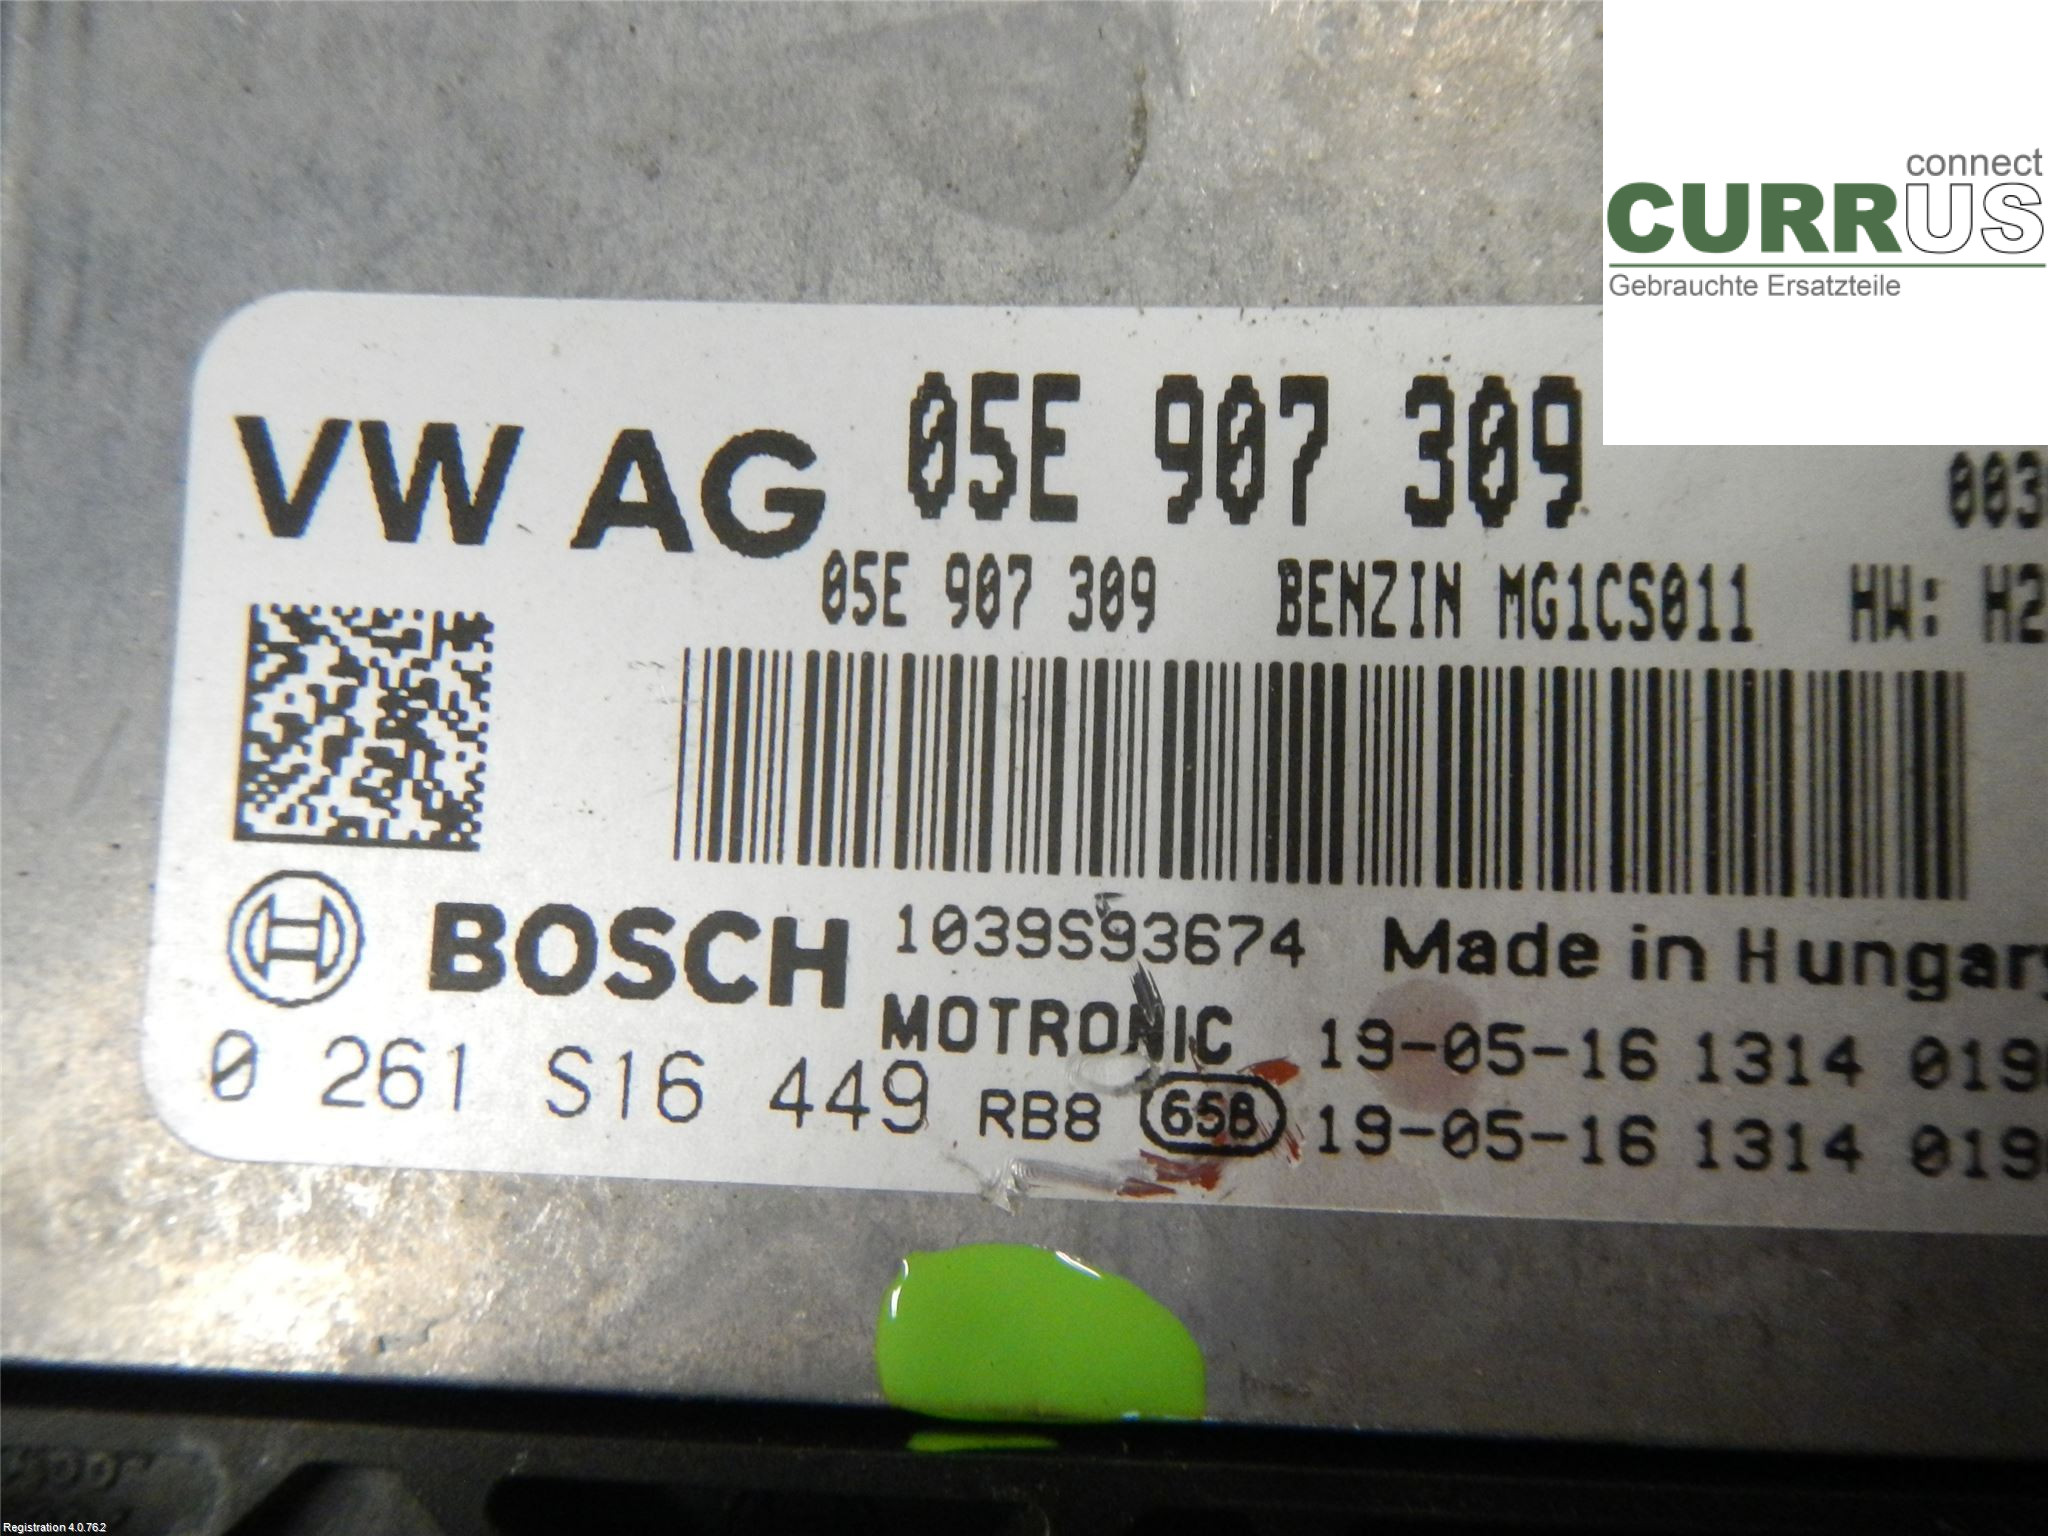 connect
CURRUS
Gebrauchte Ersatzteile
VW AG 05E 907 309 003
05E 907 309 BENZIN MG1CS011 HW: H2
BOSCH 1039S93674 Made in Hungary
MOTRONIC 19-05-16 1314 019
0 261 S16 449 RB8 658 19-05-16 1314 019
Registration 4.0.76.2